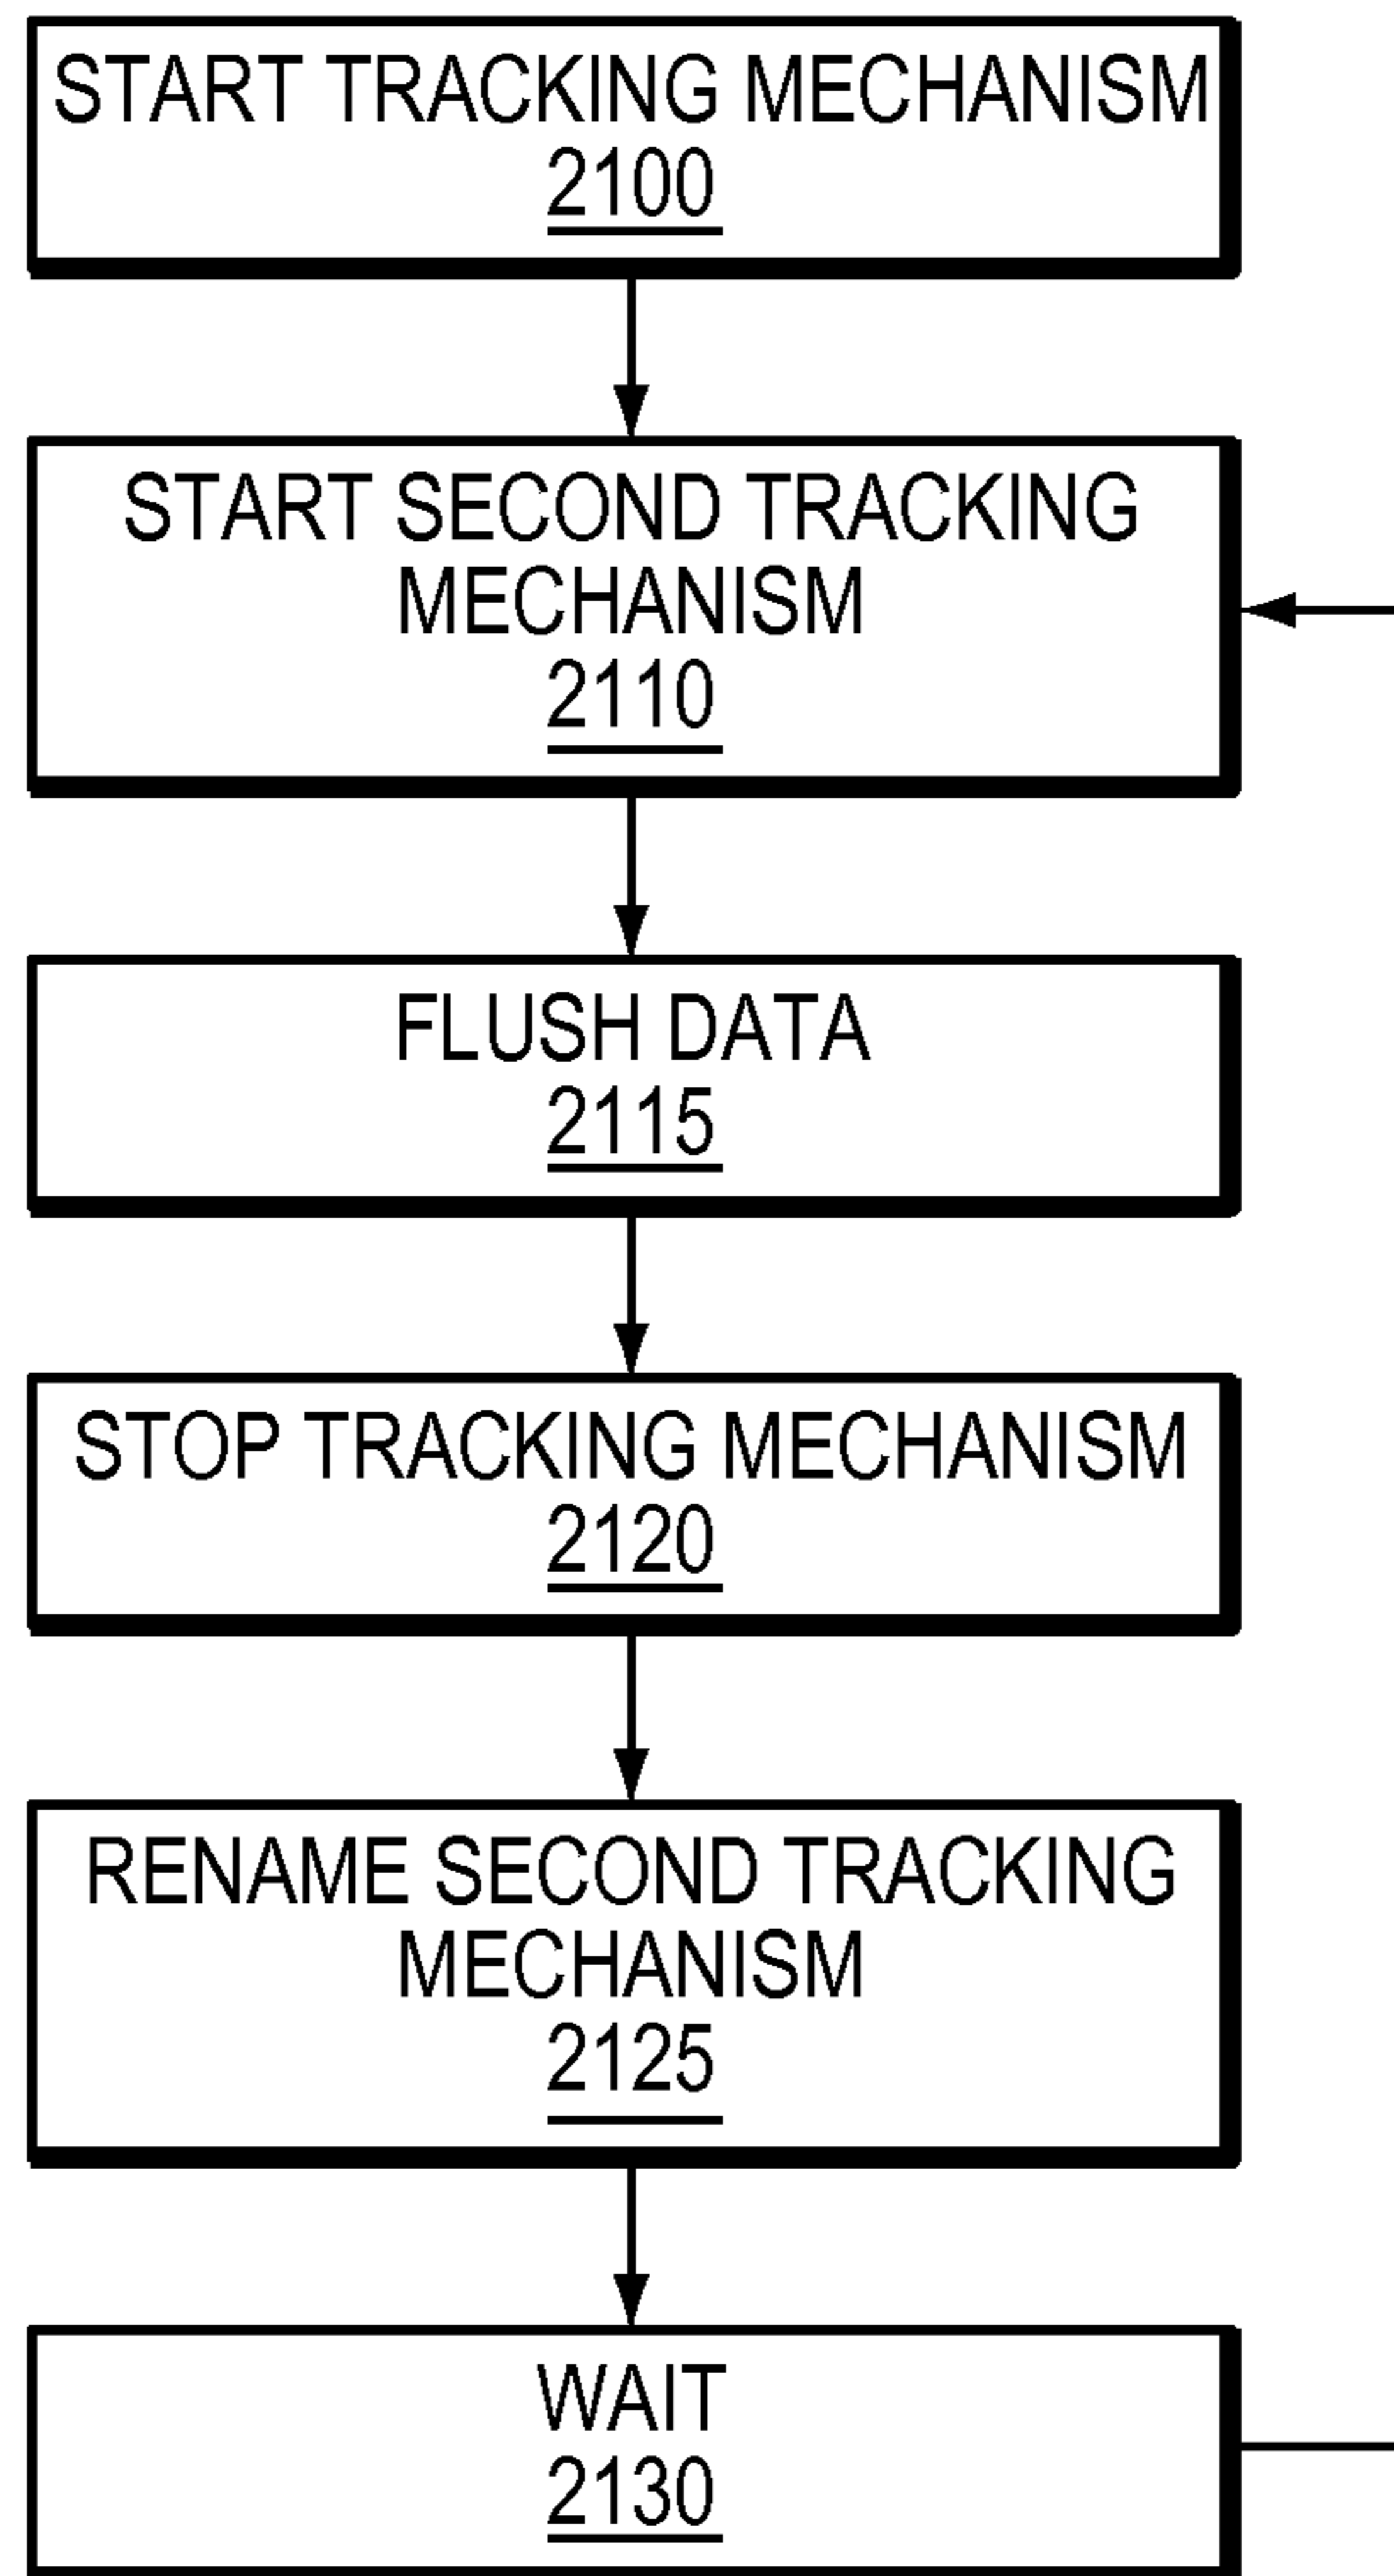 START TRACKING MECHANISM
2100
START SECOND TRACKING
MECHANISM
2110
FLUSH DATA
2115
STOP TRACKING MECHANISM
2120
RENAME SECOND TRACKING
MECHANISM
2125
WAIT
2130